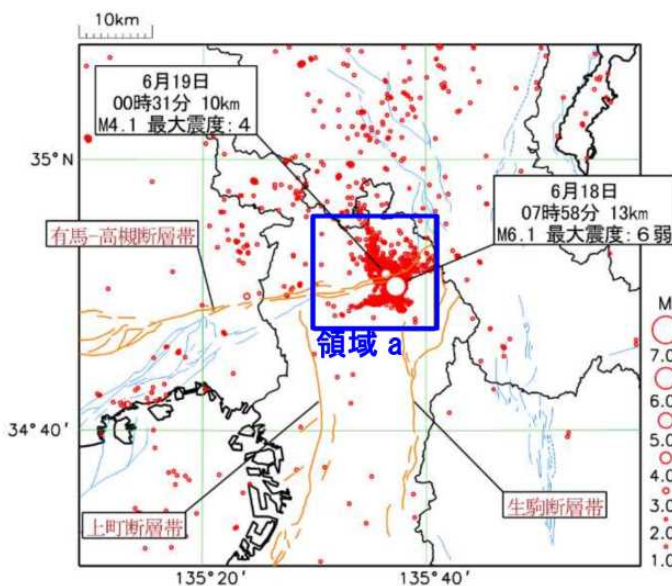 10km
6月19日
00時31分 10km
M4.1 最大震度:4
35°N
6月18日
07時58分 13km
M6.1 最大震度:6弱
有馬-高槻断層帯
領域 a
M
7.0
6.0
5.0
4.0
3.0
2.0
1.0
34°40′
上町断層帯
生駒断層帯
135°20′
135°40′